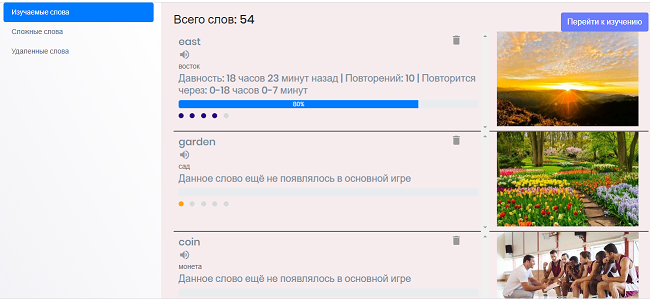 Изучаемые слова
Сложные слова
Удаленные слова
Всего слов: 54
Перейти к изучению
east
восток
Давность: 18 часов 23 минут назад | Повторений: 10 | Повторится
через: 0-18 часов 0-7 минут
80%
garden
сад
Данное слово ещё не появлялось в основной игре
coin
монета
Данное слово ещё не появлялось в основной игре